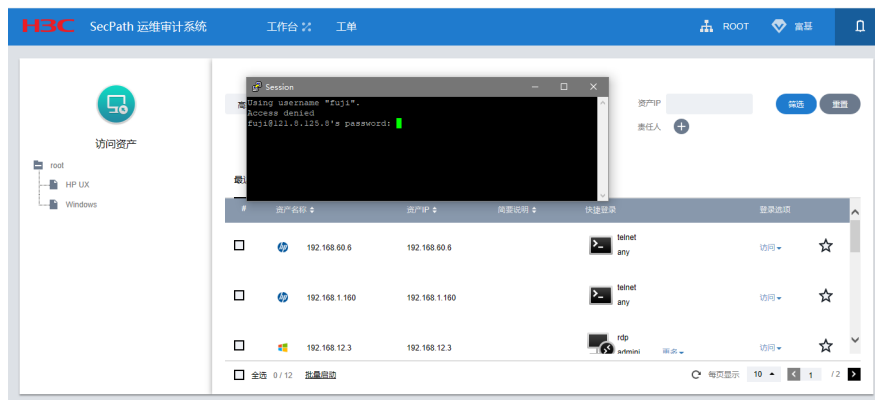 H3C SecPath 运维审计系统 工作台 工单 ROOT 富基
Session
Using username "fuji".
Access denied
fuji@121.8.125.8's password:
高
资产IP
筛选 重置
责任人
访问资产
root
HP UX
Windows
# 资产名称 资产IP 简要说明 快捷登录 登录选项
192.168.60.6 192.168.60.6 telnet any 访问
192.168.1.160 192.168.1.160 telnet any 访问
192.168.12.3 192.168.12.3 rdp admini 更名 访问
全选 0 / 12 批量启动 每页显示 10 1 / 2